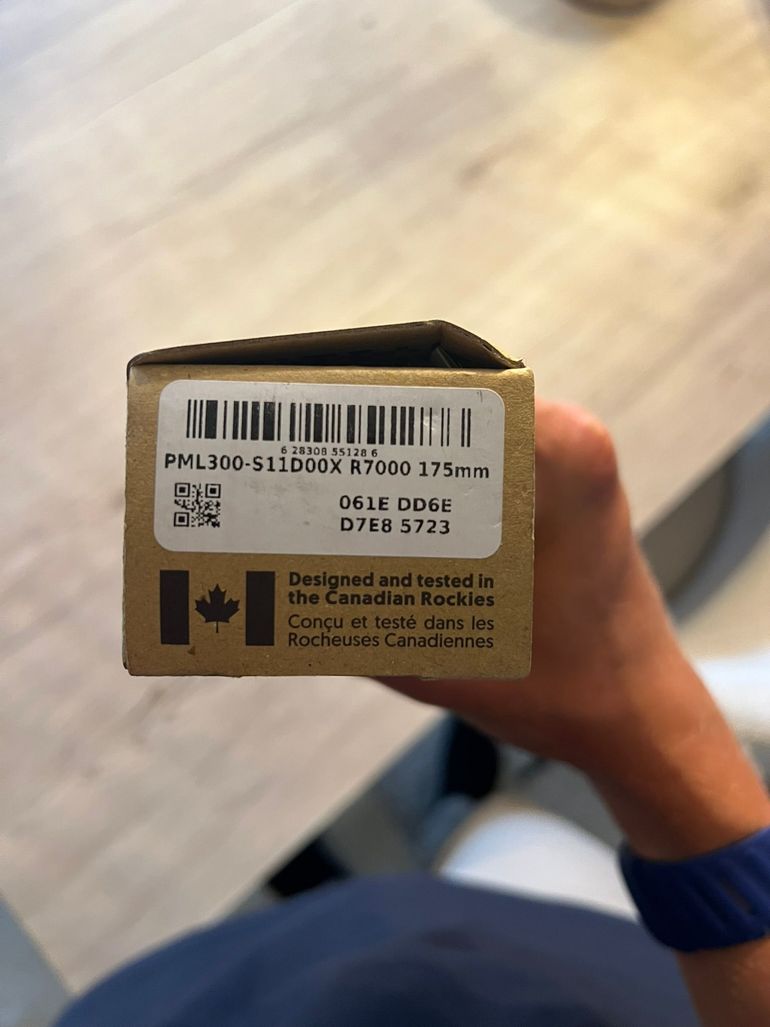 6 28308 55128 6
PML300-S11D00X R7000 175mm
061E DD6E
D7E8 5723
Designed and tested in
the Canadian Rockies
Conçu et testé dans les
Rocheuses Canadiennes